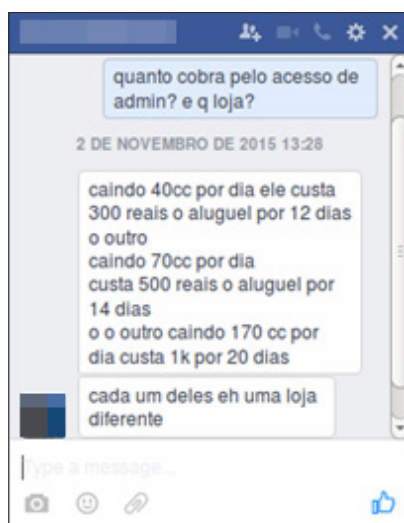 quanto cobra pelo acesso de
admin? e q loja?
2 DE NOVEMBRO DE 2015 13:28
caindo 40cc por dia ele custa
300 reais o aluguel por 12 dias
o outro
caindo 70cc por dia
custa 500 reais o aluguel por
14 dias
o o outro caindo 170 cc por
dia custa 1k por 20 dias
cada um deles eh uma loja
diferente
Type a message...